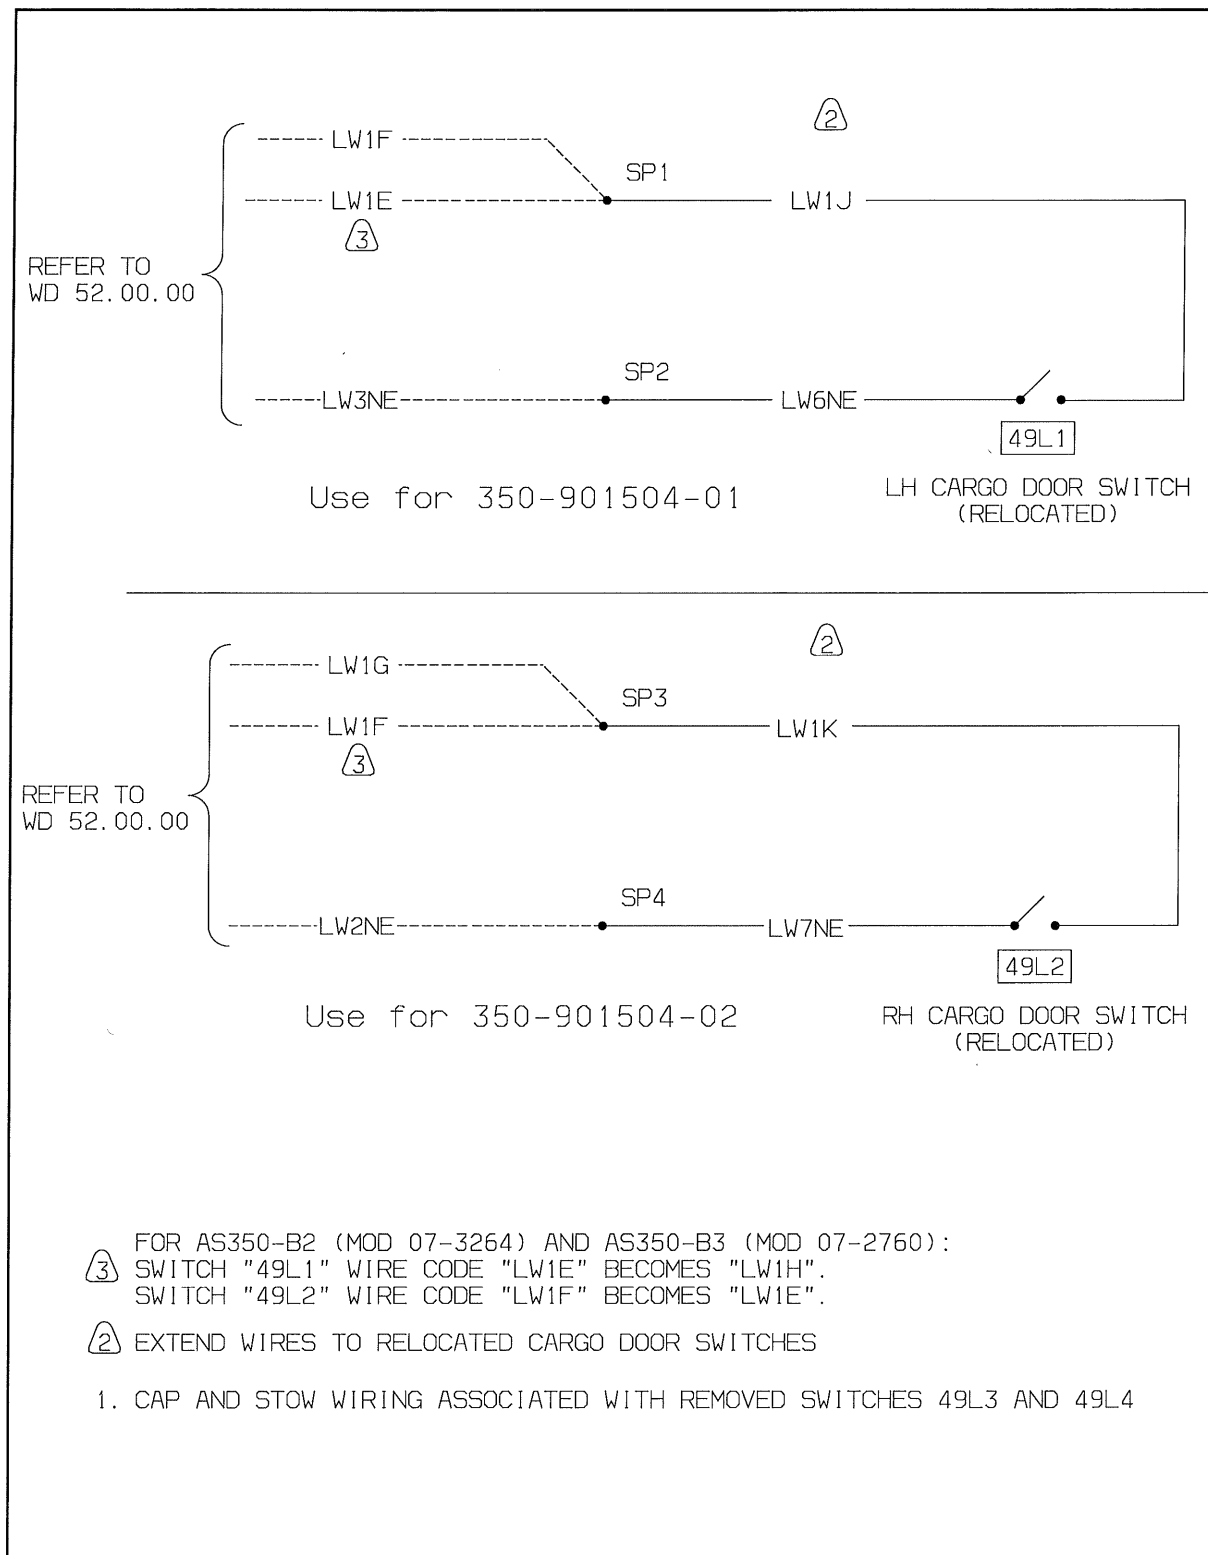 2
LW1F
SP1
LW1E
LW1J
3
REFER TO
WD 52.00.00
SP2
LW3NE
LW6NE
49L1
LH CARGO DOOR SWITCH
(RELOCATED)
Use for 350-901504-01
2
LW1G
SP3
LW1F
LW1K
3
REFER TO
WD 52.00.00
SP4
LW2NE
LW7NE
49L2
RH CARGO DOOR SWITCH
(RELOCATED)
Use for 350-901504-02
FOR AS350-B2 (MOD 07-3264) AND AS350-B3 (MOD 07-2760):
3 SWITCH "49L1" WIRE CODE "LW1E" BECOMES "LW1H".
SWITCH "49L2" WIRE CODE "LW1F" BECOMES "LW1E".
2 EXTEND WIRES TO RELOCATED CARGO DOOR SWITCHES
1. CAP AND STOW WIRING ASSOCIATED WITH REMOVED SWITCHES 49L3 AND 49L4